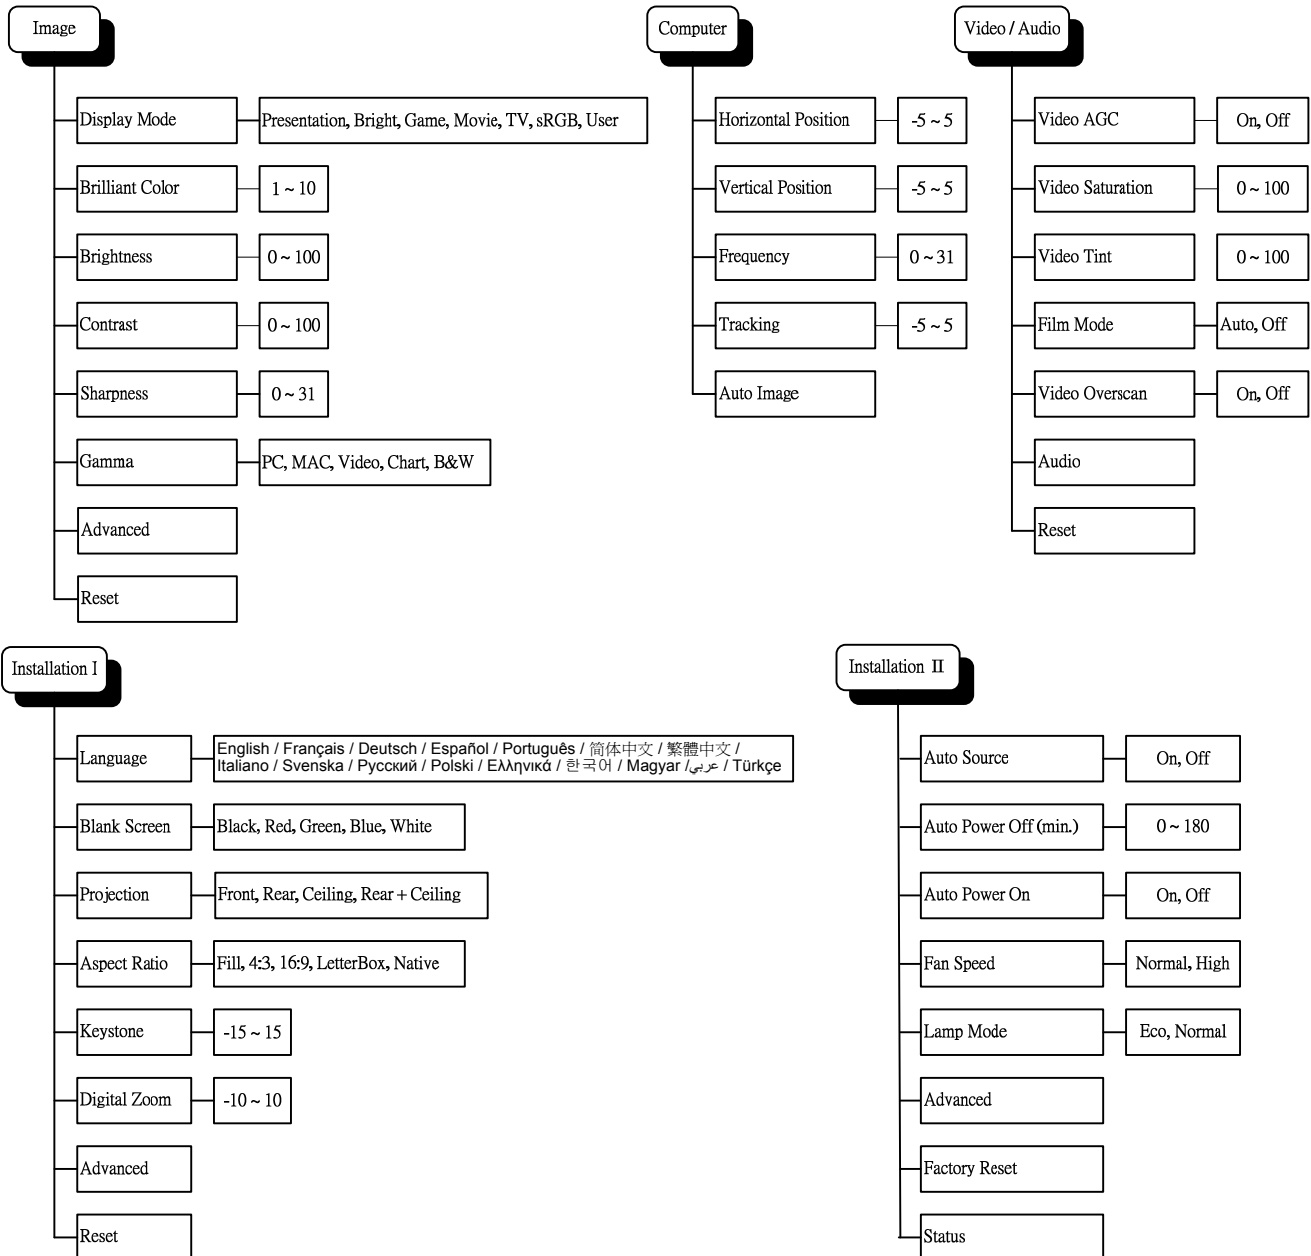 Image
Display Mode
Presentation, Bright, Game, Movie, TV, sRGB, User
Brilliant Color
1 ~ 10
Brightness
0 ~ 100
Contrast
0 ~ 100
Sharpness
0 ~ 31
Gamma
PC, MAC, Video, Chart, B&W
Advanced
Reset
Computer
Horizontal Position
-5 ~ 5
Vertical Position
-5 ~ 5
Frequency
0 ~ 31
Tracking
-5 ~ 5
Auto Image
Video / Audio
Video AGC
On, Off
Video Saturation
0 ~ 100
Video Tint
0 ~ 100
Film Mode
Auto, Off
Video Overscan
On, Off
Audio
Reset
Installation I
Language
English / Français / Deutsch / Español / Português / 简体中文 / 繁體中文 /
Italiano / Svenska / Русский / Polski / Ελληνικά / 한국어 / Magyar /عربي / Türkçe
Blank Screen
Black, Red, Green, Blue, White
Projection
Front, Rear, Ceiling, Rear + Ceiling
Aspect Ratio
Fill, 4:3, 16:9, LetterBox, Native
Keystone
-15 ~ 15
Digital Zoom
-10 ~ 10
Advanced
Reset
Installation II
Auto Source
On, Off
Auto Power Off (min.)
0 ~ 180
Auto Power On
On, Off
Fan Speed
Normal, High
Lamp Mode
Eco, Normal
Advanced
Factory Reset
Status